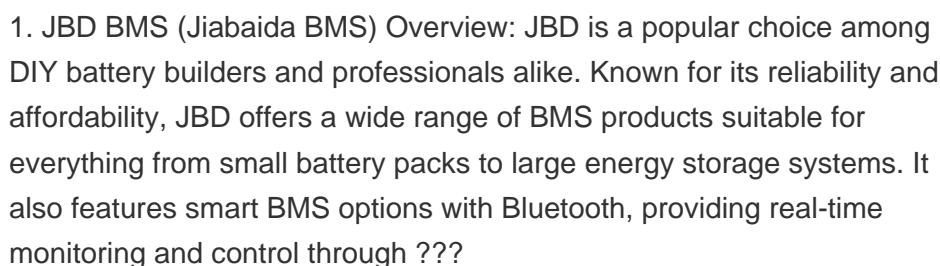 1. JBD BMS (Jiabaida BMS) Overview: JBD is a popular choice among
DIY battery builders and professionals alike. Known for its reliability and
affordability, JBD offers a wide range of BMS products suitable for
everything from small battery packs to large energy storage systems. It
also features smart BMS options with Bluetooth, providing real-time
monitoring and control through ???